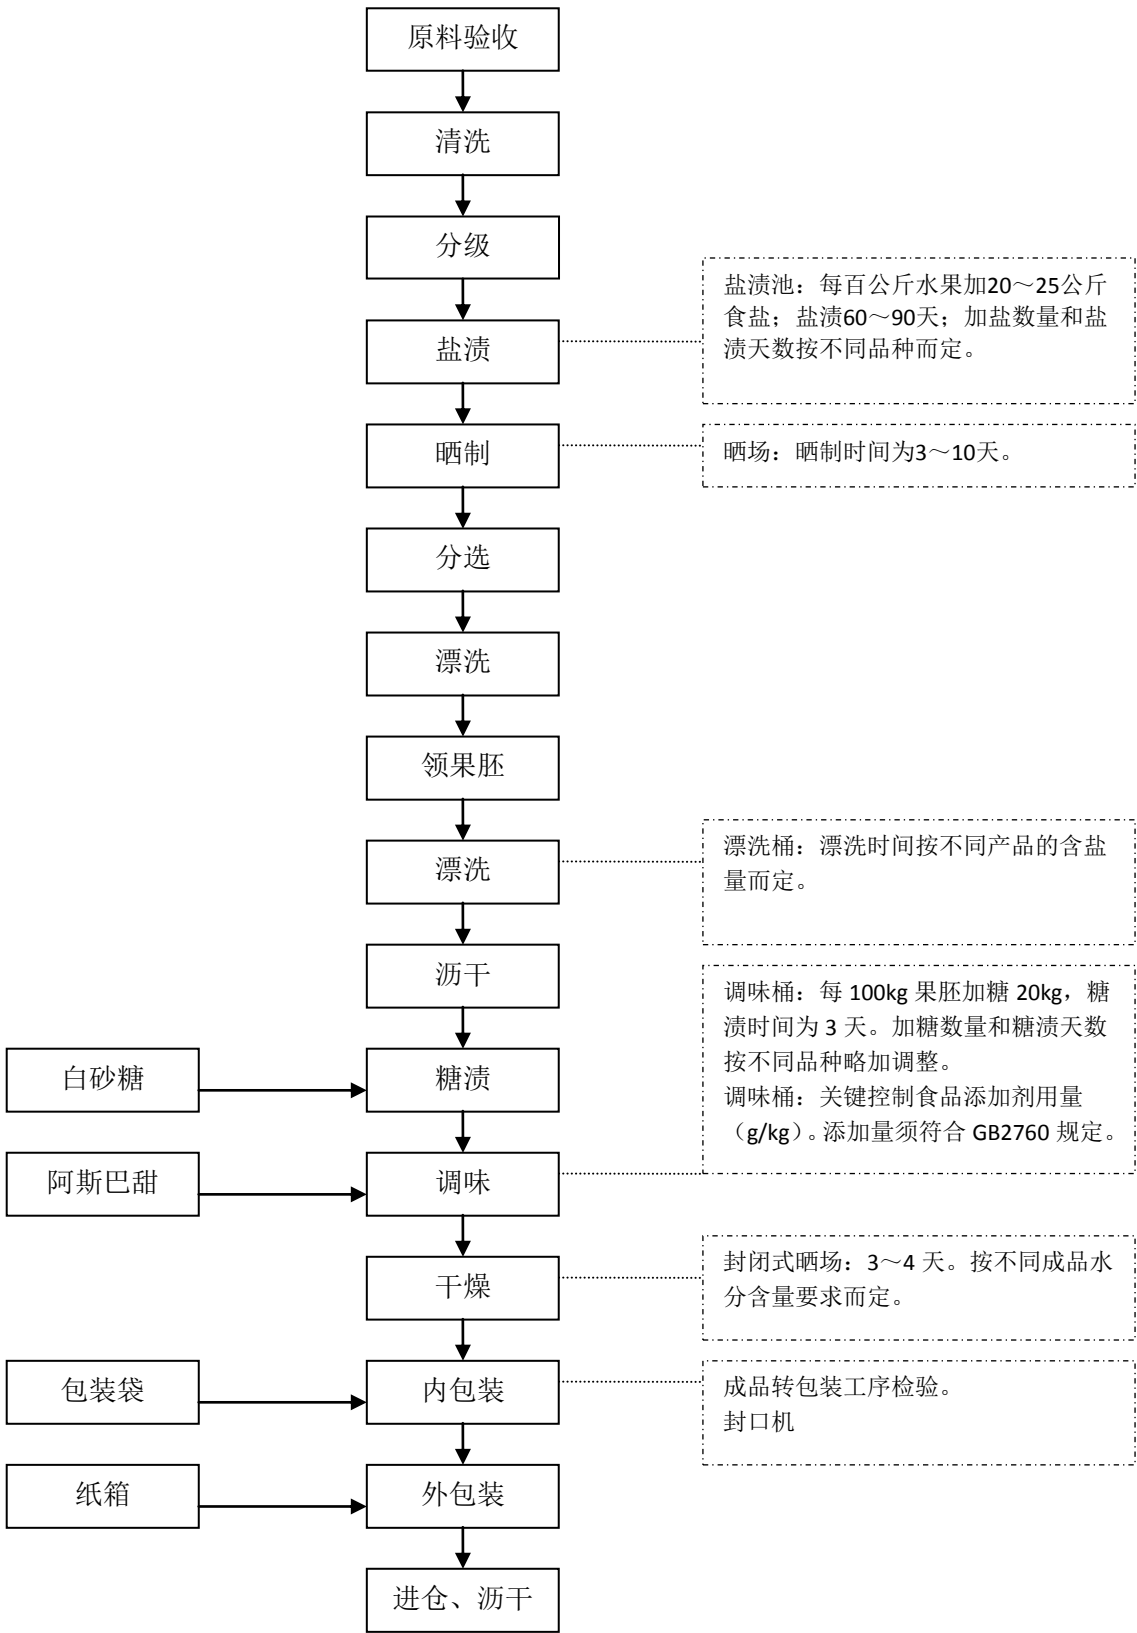 原料验收
清洗
分级
盐渍池：每百公斤水果加20～25公斤
食盐；盐渍60～90天；加盐数量和盐
渍天数按不同品种而定。
盐渍
晒制
晒场：晒制时间为3～10天。
分选
漂洗
领果胚
漂洗
漂洗桶：漂洗时间按不同产品的含盐
量而定。
沥干
调味桶：每 100kg 果胚加糖 20kg，糖
渍时间为 3 天。加糖数量和糖渍天数
按不同品种略加调整。
调味桶：关键控制食品添加剂用量
（g/kg）。添加量须符合 GB2760 规定。
白砂糖
糖渍
阿斯巴甜
调味
封闭式晒场：3～4 天。按不同成品水
分含量要求而定。
干燥
包装袋
内包装
成品转包装工序检验。
封口机
纸箱
外包装
进仓、沥干